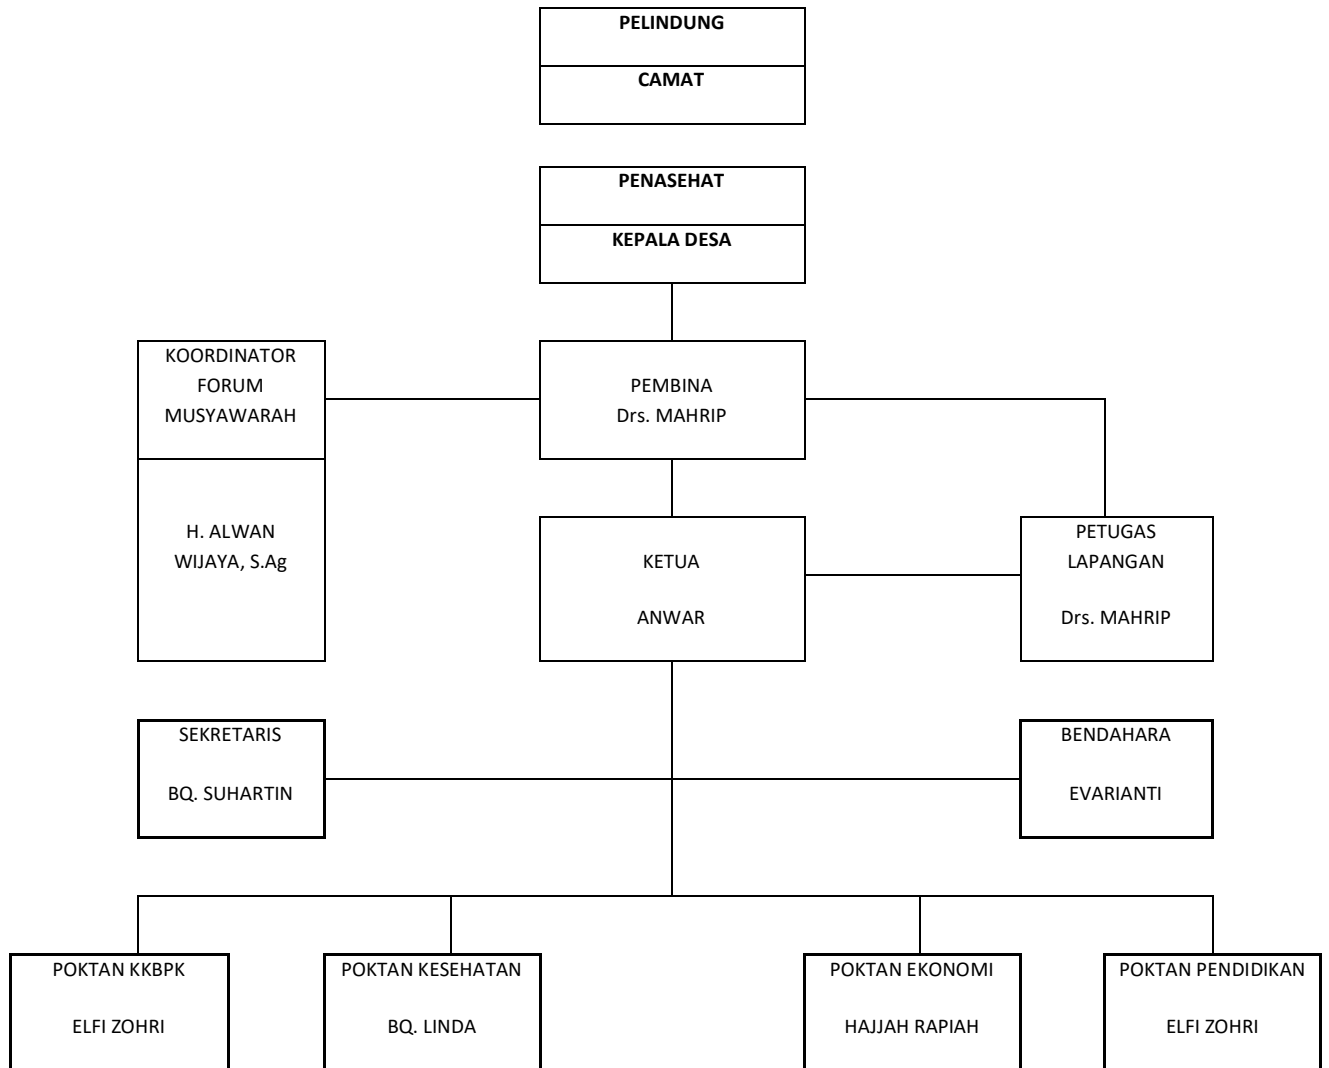 PELINDUNG
CAMAT
PENASEHAT
KEPALA DESA
KOORDINATOR
FORUM
MUSYAWARAH
H. ALWAN
WIJAYA, S.Ag
PEMBINA
Drs. MAHRIP
KETUA
ANWAR
PETUGAS
LAPANGAN
Drs. MAHRIP
SEKRETARIS
BQ. SUHARTIN
BENDAHARA
EVARIANTI
POKTAN KKBPK
ELFI ZOHRI
POKTAN KESEHATAN
BQ. LINDA
POKTAN EKONOMI
HAJJAH RAPIAH
POKTAN PENDIDIKAN
ELFI ZOHRI